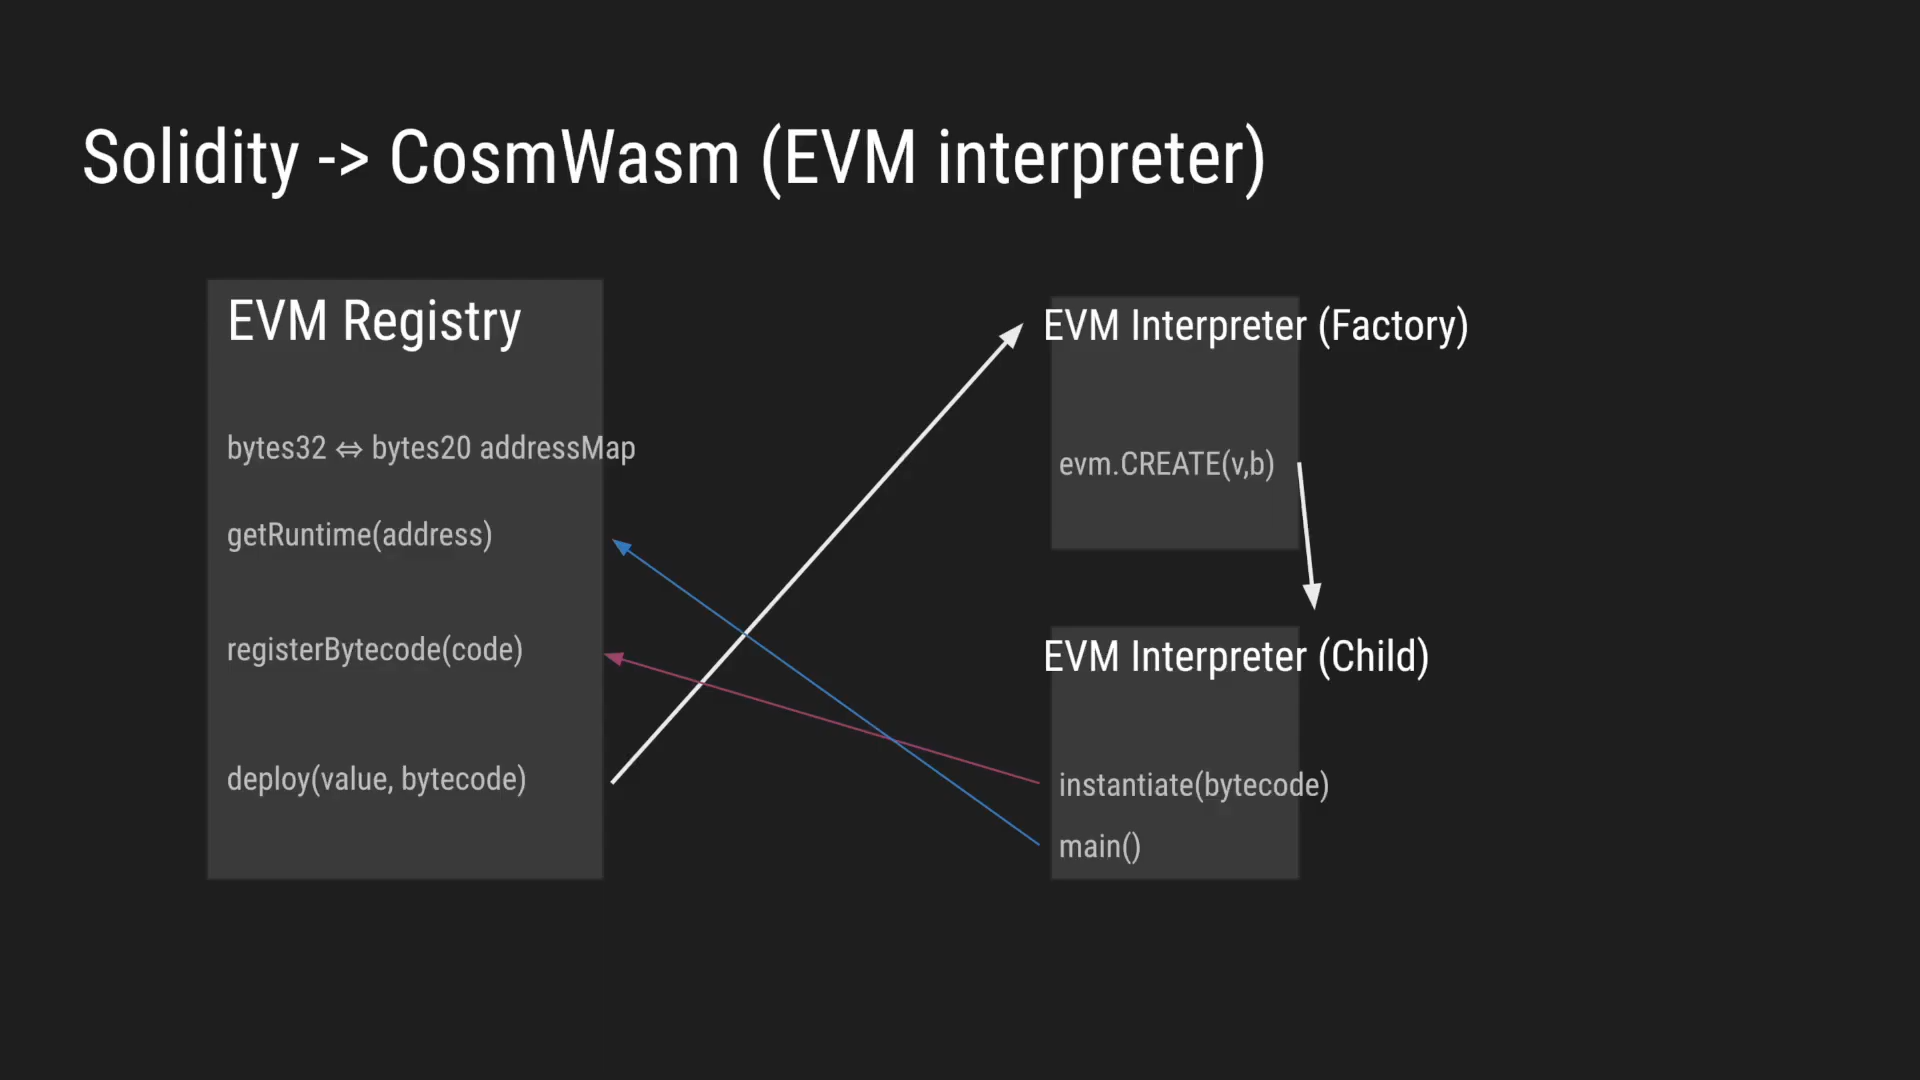 Solidity -> CosmWasm (EVM interpreter)
EVM Registry
bytes32 ⇔ bytes20 addressMap
getRuntime(address)
registerBytecode(code)
deploy(value, bytecode)
EVM Interpreter (Factory)
evm.CREATE(v,b)
EVM Interpreter (Child)
instantiate(bytecode)
main()